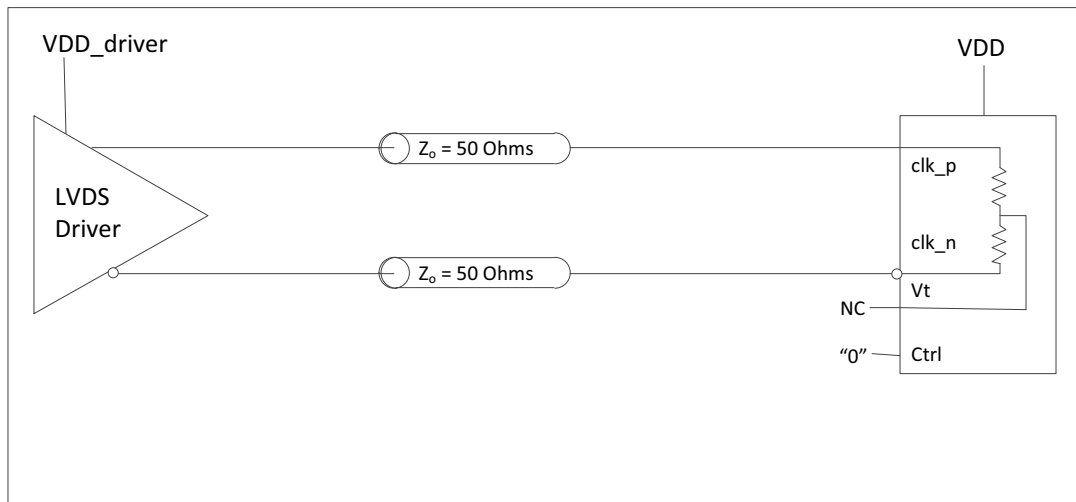 VDD_driver
VDD
LVDS
Driver
Zₒ = 50 Ohms
clk_p
clk_n
Zₒ = 50 Ohms
Vt
NC
“0”
Ctrl